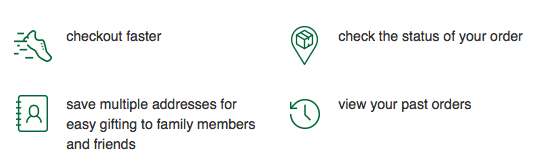 checkout faster
check the status of your order
save multiple addresses for
easy gifting to family members
and friends
view your past orders